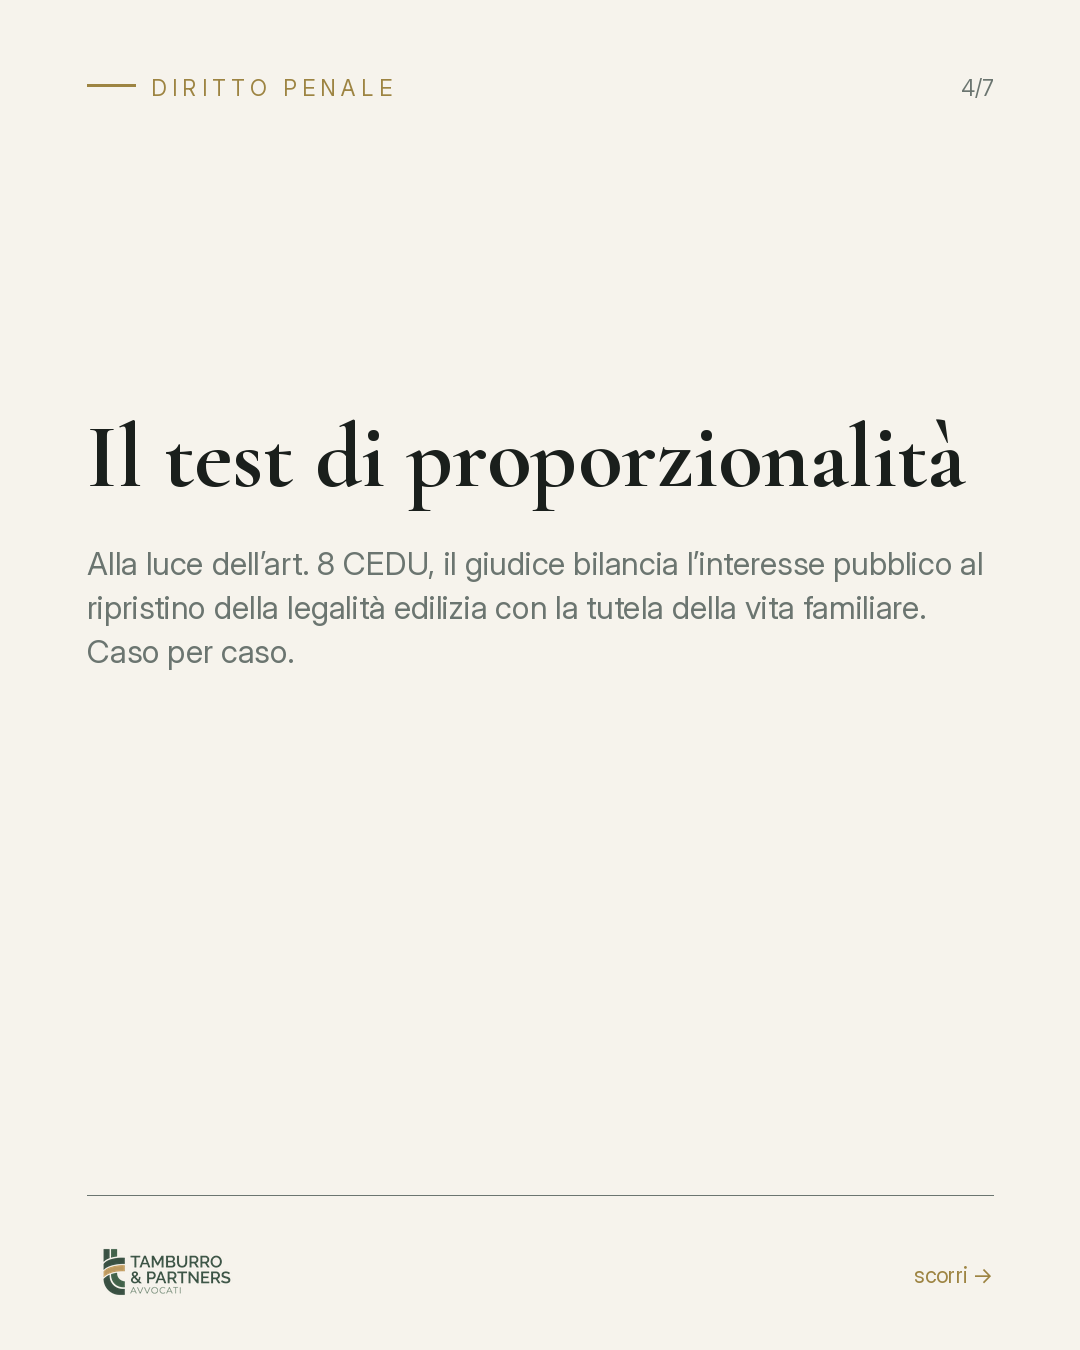 DIRITTO PENALE
4/7
Il test di proporzionalità
Alla luce dell’art. 8 CEDU, il giudice bilancia l’interesse pubblico al
ripristino della legalità edilizia con la tutela della vita familiare.
Caso per caso.
TAMBURRO
& PARTNERS
AVVOCATI
scorri →